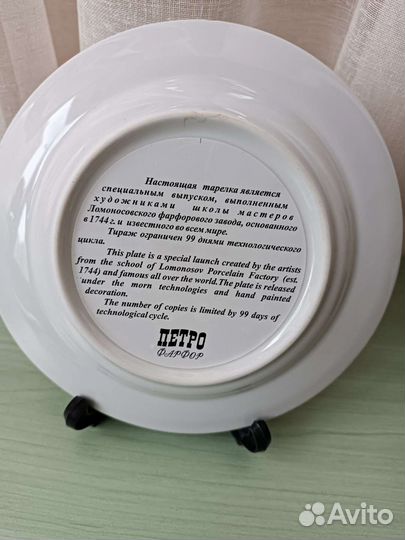 Настоящая тарелка является
специальным выпуском, выполненным
художниками школы мастеров
Ломоносовского фарфорового завода, основанного
в 1744 г. и известного во всем мире.
Тираж ограничен 99 днями технологического
цикла.
This plate is a special launch created by the artists
from the school of Lomonosov Porcelain Factory (est.
1744) and famous all over the world. The plate is released
under the morn technologies and hand painted
decoration.
The number of copies is limited by 99 days of
technological cycle.
ПЕТРО
ФАРФОР
Avito